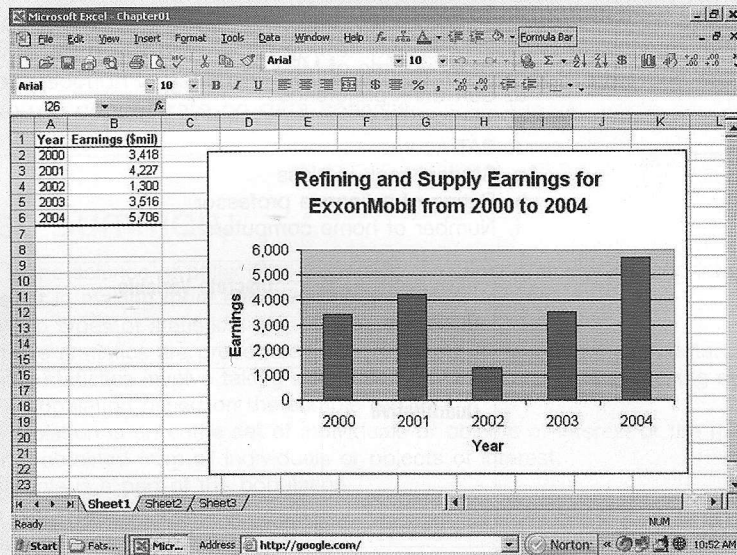 Microsoft Excel - Chapter01
File Edit View Insert Format Tools Data Window Help Formula Bar
Arial 10
Arial 10 B I U $ % ,
I26 fx
A B C D E F G H I J K L
1 Year Earnings ($mil)
2 2000 3,418
3 2001 4,227
4 2002 1,300
5 2003 3,516
6 2004 5,706
7
8
9
10
11
12
13
14
15
16
17
18
19
20
21
22
23
Refining and Supply Earnings for
ExxonMobil from 2000 to 2004
6,000
5,000
4,000
3,000
2,000
1,000
0
Earnings
2000 2001 2002 2003 2004
Year
Sheet1 Sheet2 Sheet3
Ready NUM
Start Fats... Micr... Address http://google.com/ Norton « 10:52 AM